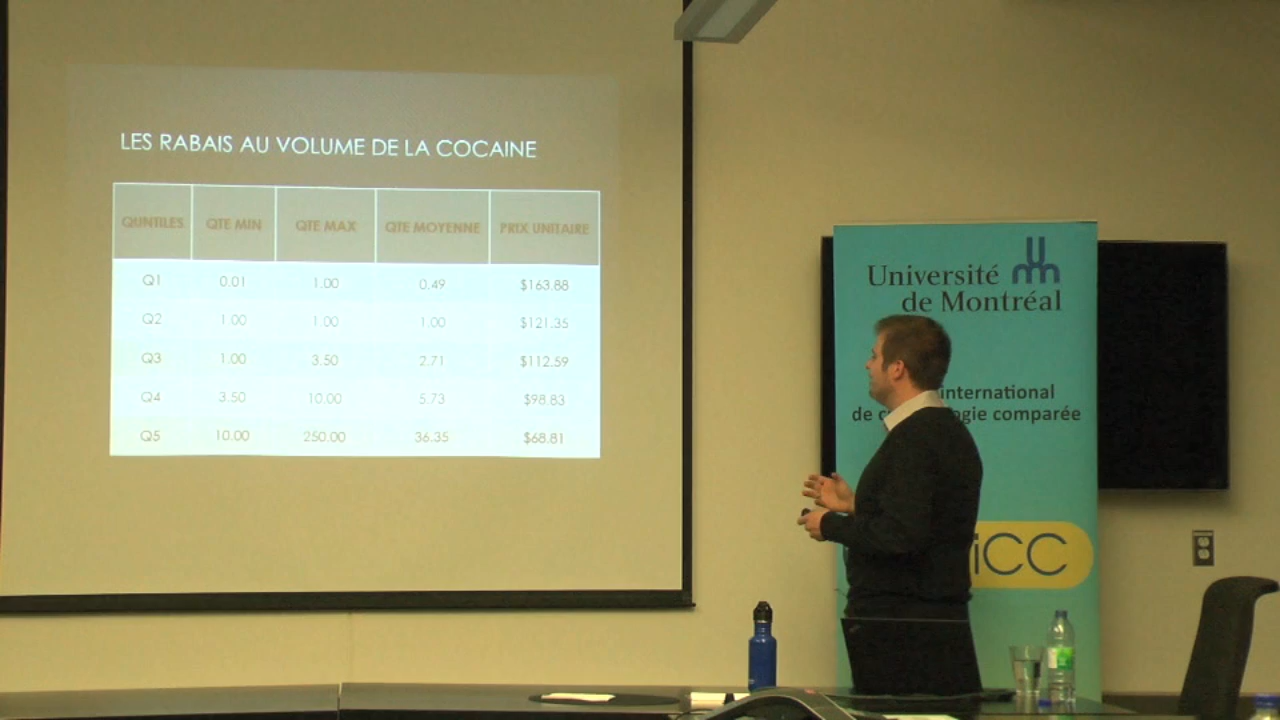 LES RABAIS AU VOLUME DE LA COCAINE
QUNTILES QTE MIN QTE MAX QTE MOYENNE PRIX UNITAIRE
Q1 0.01 1.00 0.49 $163.88
Q2 1.00 1.00 1.00 $121.35
Q3 1.00 3.50 2.71 $112.59
Q4 3.50 10.00 5.73 $98.83
Q5 10.00 250.00 36.35 $68.81
Université
de Montréal
international
de comparée
iCC